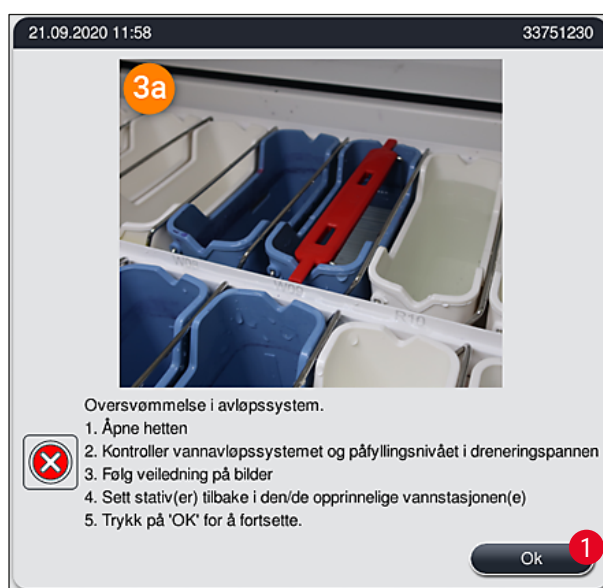 21.09.2020 11:58 33751230
3a
W08 W09 R10
Oversvømmelse i avløpssystem.
1. Åpne hetten
2. Kontroller vannavløpssystemet og påfyllingsnivået i dreneringspannen
3. Følg veiledning på bilder
4. Sett stativ(er) tilbake i den/de opprinnelige vannstasjonen(e)
5. Trykk på 'OK' for å fortsette.
Ok 1